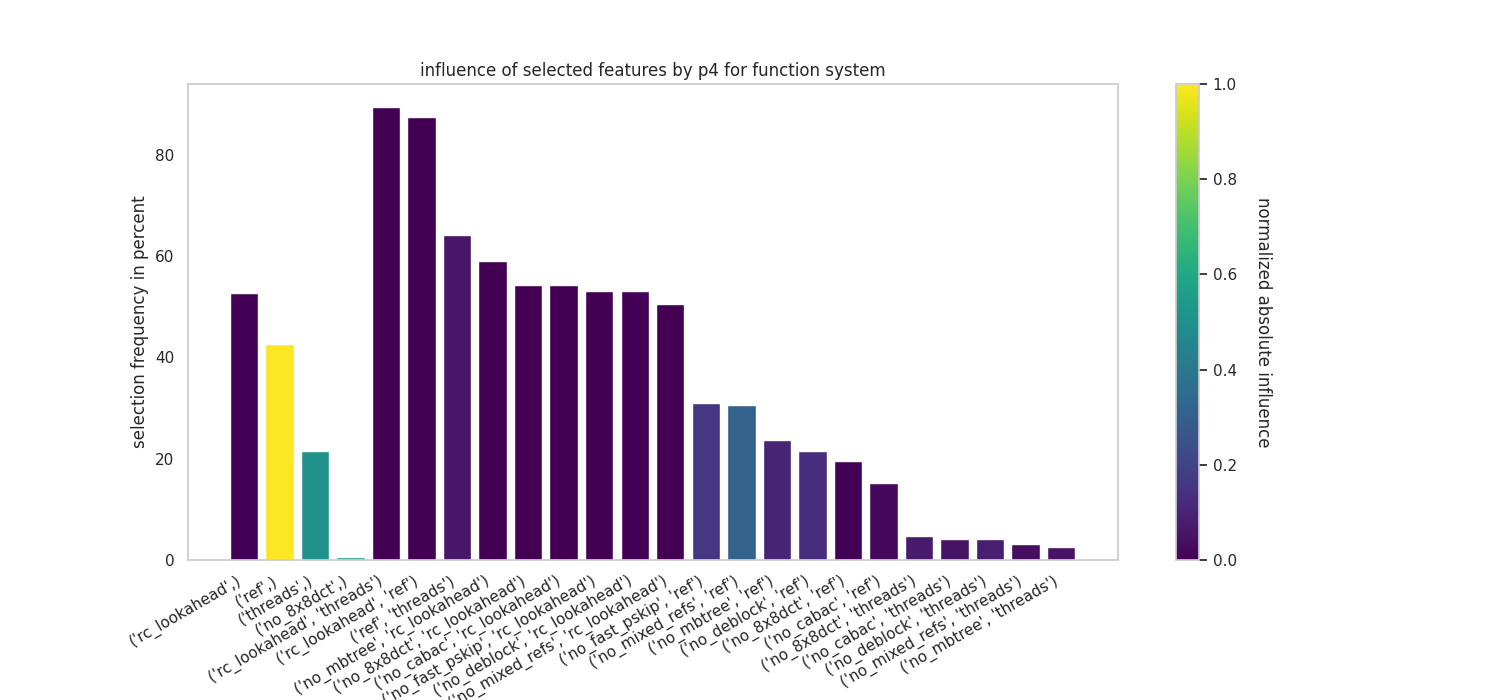 influence of selected features by p4 for function system
selection frequency in percent
80
60
40
20
0
('rc_lookahead',)
('ref',)
('threads',)
('no_8x8dct',)
('rc_lookahead', 'threads')
('rc_lookahead', 'ref')
('ref', 'threads')
('no_mbtree', 'rc_lookahead')
('no_8x8dct', 'rc_lookahead')
('no_cabac', 'rc_lookahead')
('no_fast_pskip', 'rc_lookahead')
('no_deblock', 'rc_lookahead')
('no_mixed_refs', 'rc_lookahead')
('no_fast_pskip', 'ref')
('no_mixed_refs', 'ref')
('no_mbtree', 'ref')
('no_deblock', 'ref')
('no_8x8dct', 'ref')
('no_cabac', 'ref')
('no_8x8dct', 'threads')
('no_cabac', 'threads')
('no_deblock', 'threads')
('no_mixed_refs', 'threads')
('no_mbtree', 'threads')
1.0
0.8
0.6
0.4
0.2
0.0
normalized absolute influence